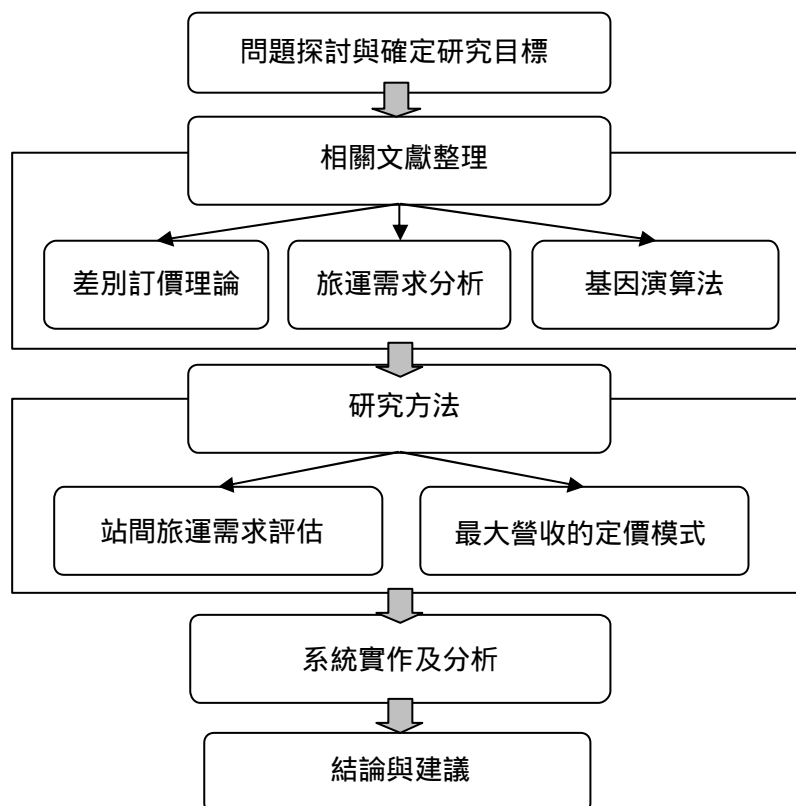 問題探討與確定研究目標
相關文獻整理
差別訂價理論
旅運需求分析
基因演算法
研究方法
站間旅運需求評估
最大營收的定價模式
系統實作及分析
結論與建議